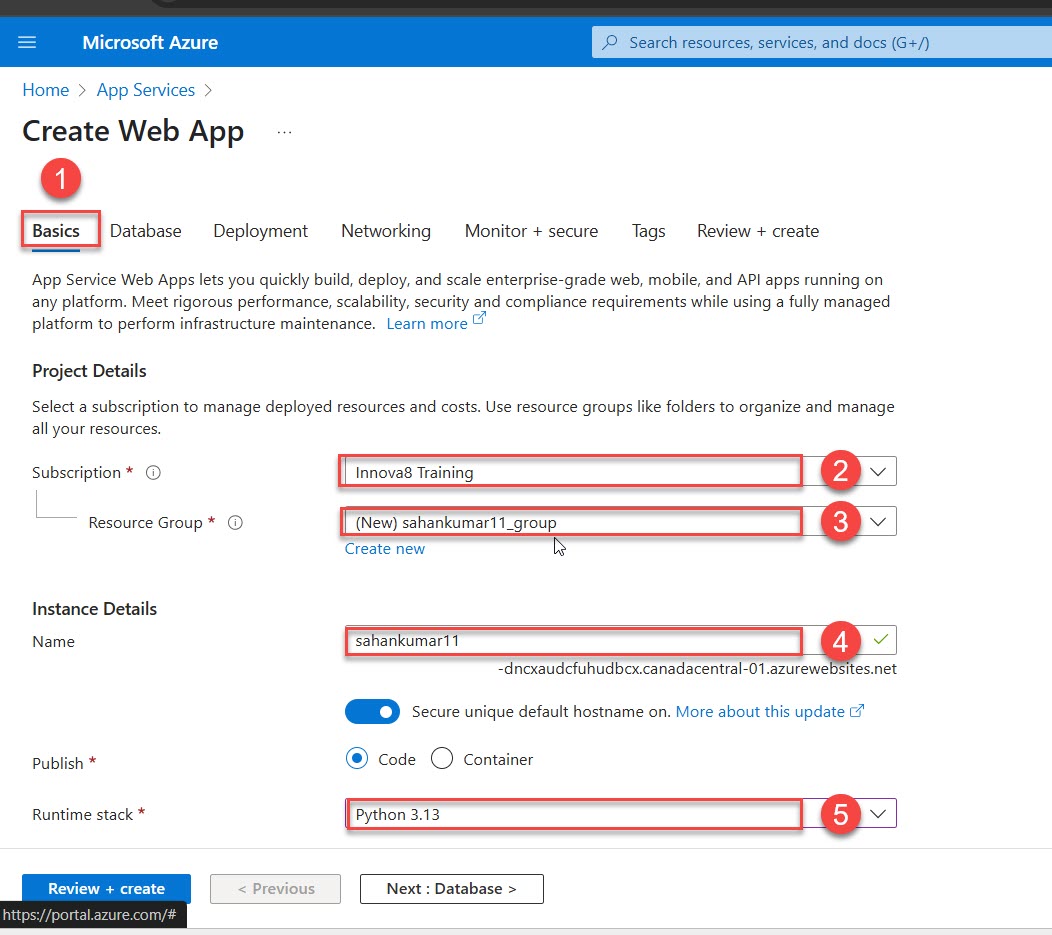 Microsoft Azure
Search resources, services, and docs (G+/)
Home > App Services >
Create Web App ...
1
Basics Database Deployment Networking Monitor + secure Tags Review + create
App Service Web Apps lets you quickly build, deploy, and scale enterprise-grade web, mobile, and API apps running on
any platform. Meet rigorous performance, scalability, security and compliance requirements while using a fully managed
platform to perform infrastructure maintenance. Learn more
Project Details
Select a subscription to manage deployed resources and costs. Use resource groups like folders to organize and manage
all your resources.
Subscription * Innova8 Training 2
Resource Group * (New) sahankumar11_group 3
Create new
Instance Details
Name sahankumar11 4
-dncxaudcfuhudbcx.canadacentral-01.azurewebsites.net
Secure unique default hostname on. More about this update
Publish * Code Container
Runtime stack * Python 3.13 5
Review + create < Previous Next : Database >
https://portal.azure.com/#